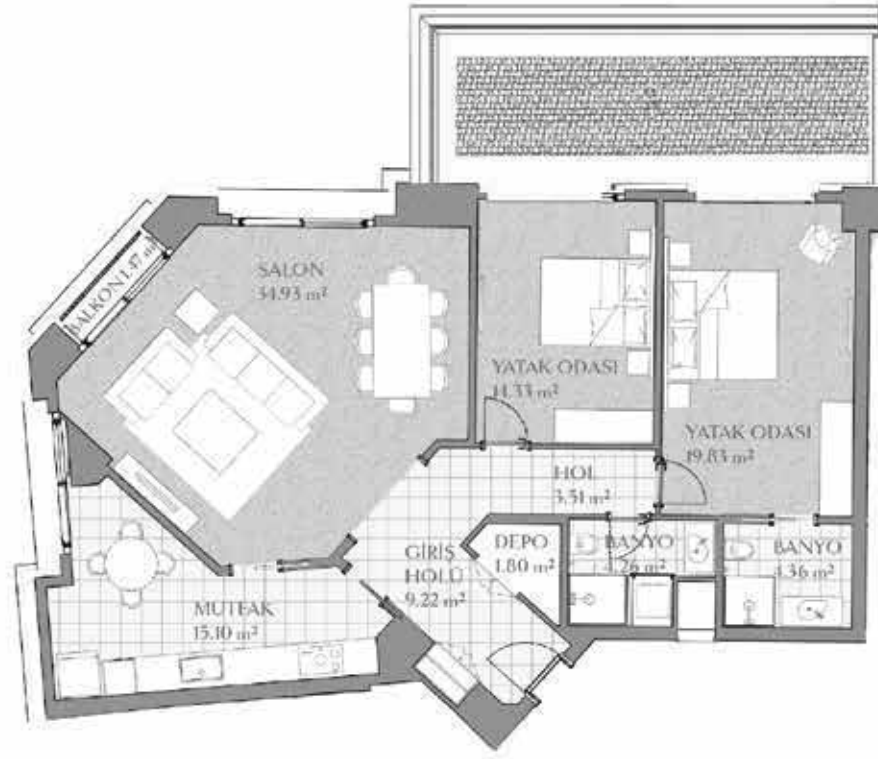 BALKON 1.47 m²
SALON
34.93 m²
YATAK ODASI
14.33 m²
YATAK ODASI
19.83 m²
HOL
3.51 m²
GİRİŞ
HOLÜ
9.22 m²
DEPO
1.80 m²
BANYO
4.26 m²
BANYO
4.36 m²
MUTFAK
15.10 m²